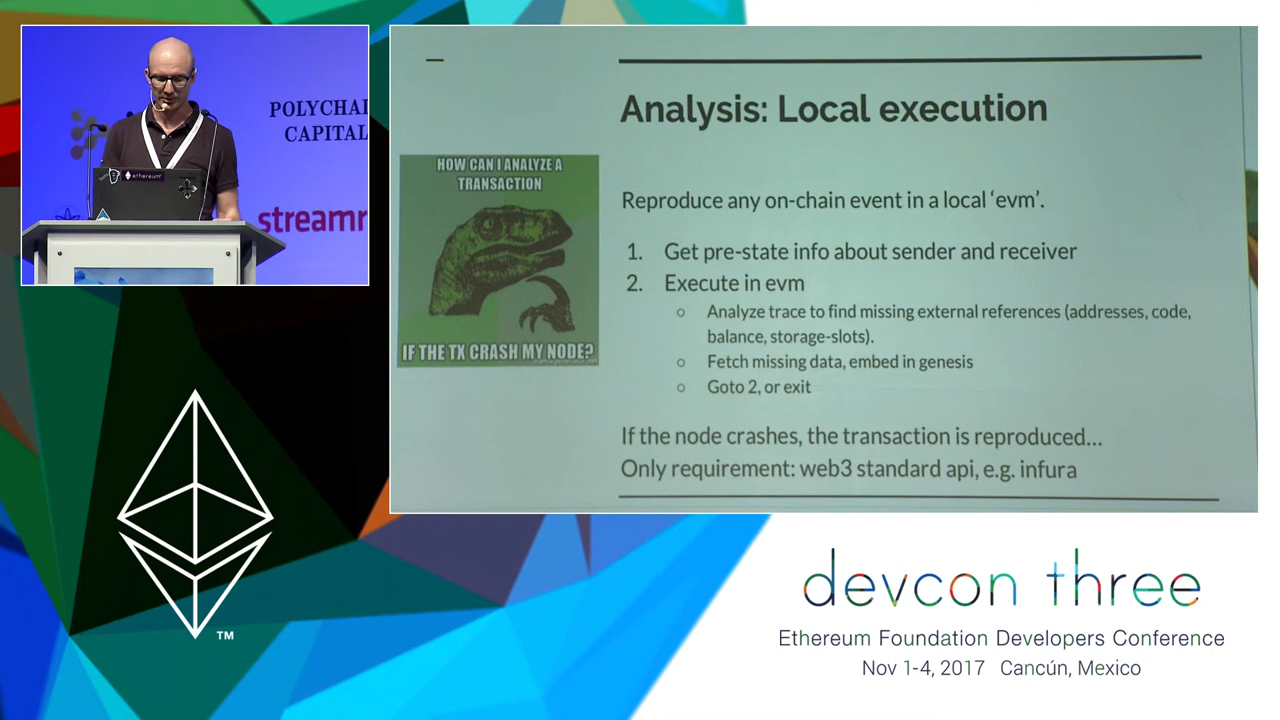 POLYCHAI
CAPITAL
ethereum
streamr
Analysis: Local execution
HOW CAN I ANALYZE A
TRANSACTION
IF THE TX CRASH MY NODE?
Reproduce any on-chain event in a local ‘evm’.
1. Get pre-state info about sender and receiver
2. Execute in evm
○ Analyze trace to find missing external references (addresses, code,
balance, storage-slots).
○ Fetch missing data, embed in genesis
○ Goto 2, or exit
If the node crashes, the transaction is reproduced...
Only requirement: web3 standard api, e.g. infura
TM
devcon three
Ethereum Foundation Developers Conference
Nov 1-4, 2017 Cancún, Mexico